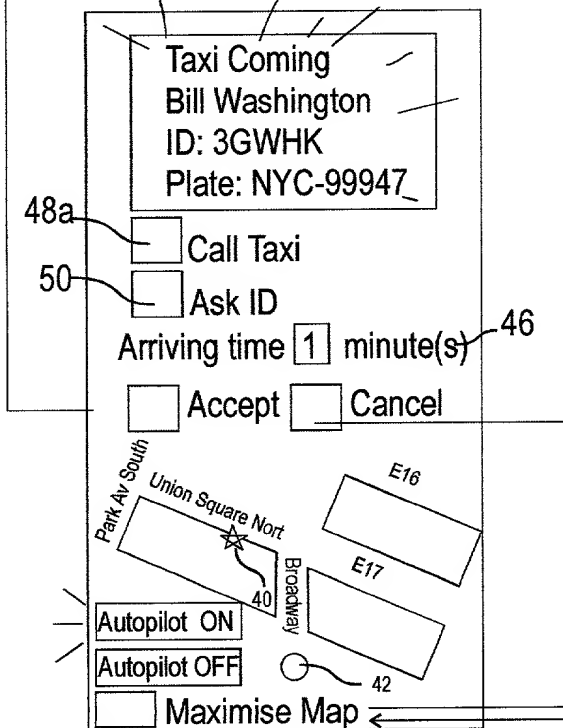 Taxi Coming
Bill Washington
ID: 3GWHK
Plate: NYC-99947
48a
Call Taxi
50
Ask ID
Arriving time 1 minute(s)
46
Accept
Cancel
Park Av South
Union Square Nort
E16
40
Broadway
E17
Autopilot ON
Autopilot OFF
42
Maximise Map